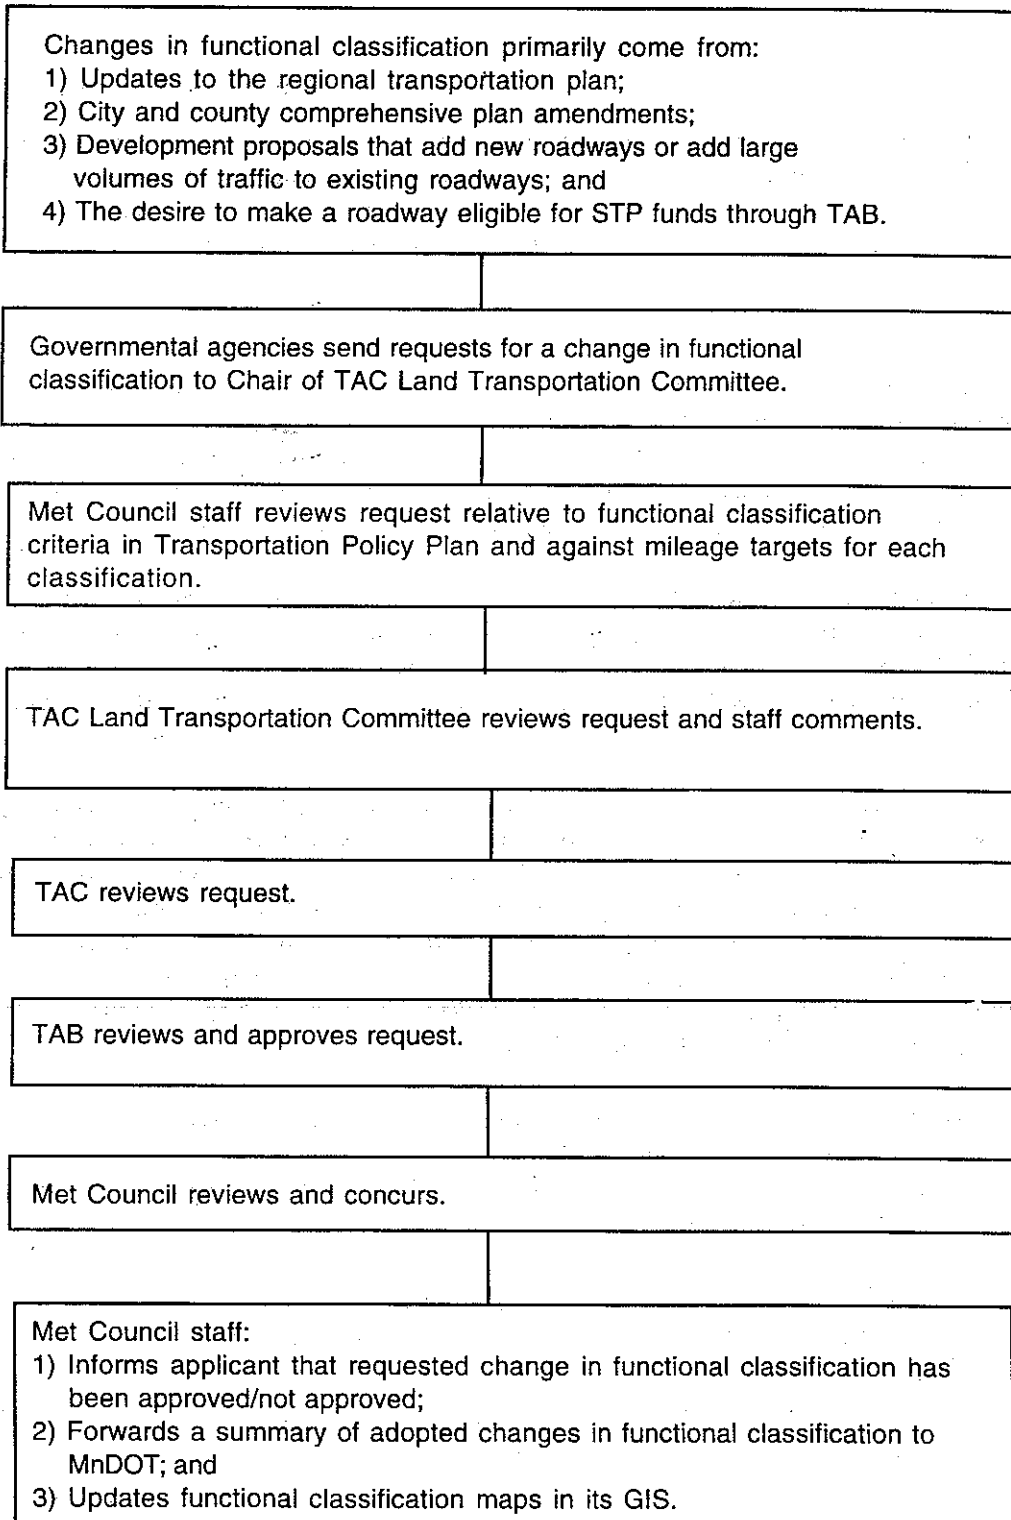 Changes in functional classification primarily come from:
1) Updates to the regional transportation plan;
2) City and county comprehensive plan amendments;
3) Development proposals that add new roadways or add large
volumes of traffic to existing roadways; and
4) The desire to make a roadway eligible for STP funds through TAB.
Governmental agencies send requests for a change in functional
classification to Chair of TAC Land Transportation Committee.
Met Council staff reviews request relative to functional classification
criteria in Transportation Policy Plan and against mileage targets for each
classification.
TAC Land Transportation Committee reviews request and staff comments.
TAC reviews request.
TAB reviews and approves request.
Met Council reviews and concurs.
Met Council staff:
1) Informs applicant that requested change in functional classification has
been approved/not approved;
2) Forwards a summary of adopted changes in functional classification to
MnDOT; and
3) Updates functional classification maps in its GIS.